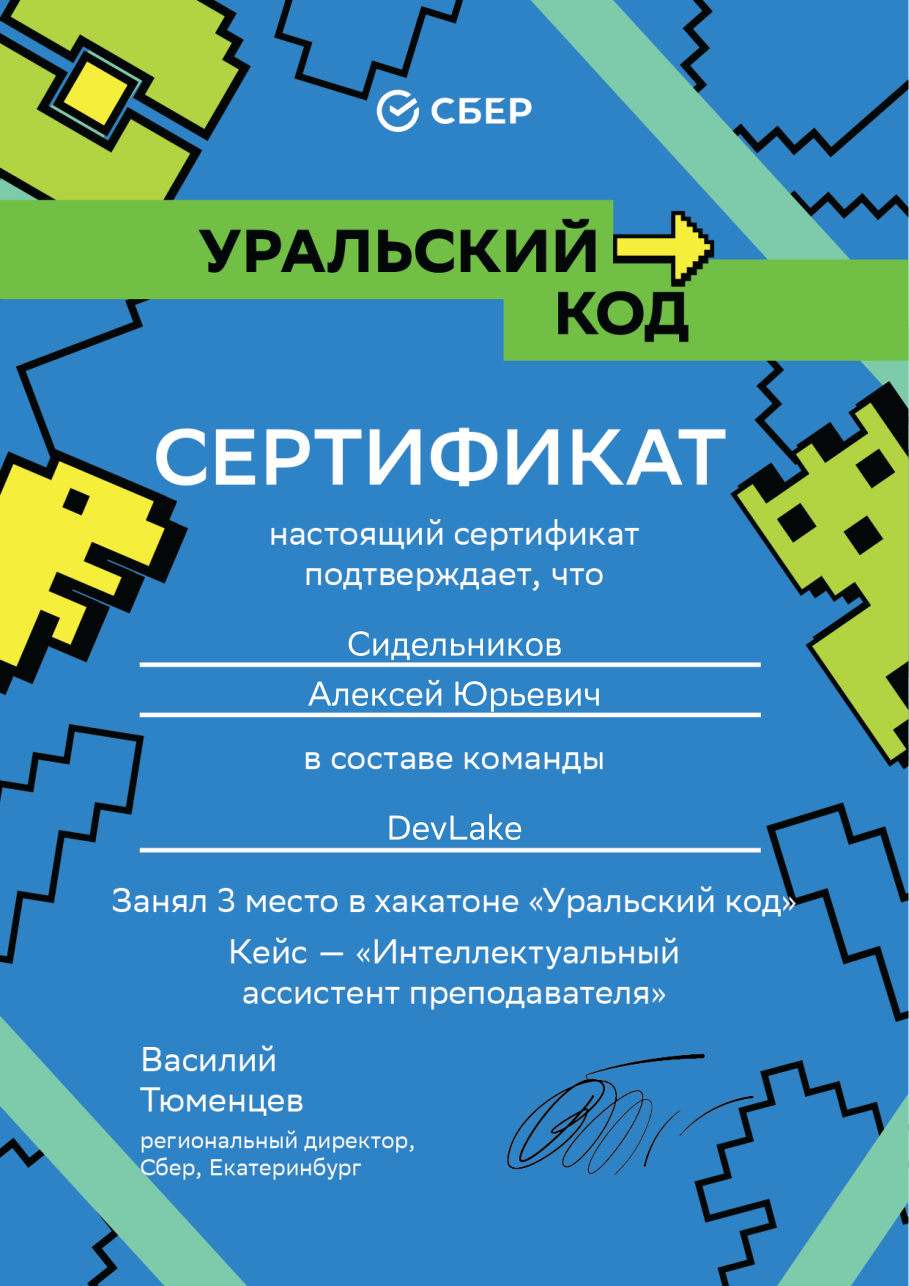 СБЕР
УРАЛЬСКИЙ
КОД
СЕРТИФИКАТ
настоящий сертификат
подтверждает, что
Сидельников
Алексей Юрьевич
в составе команды
DevLake
Занял 3 место в хакатоне «Уральский код»
Кейс — «Интеллектуальный
ассистент преподавателя»
Василий
Тюменцев
региональный директор,
Сбер, Екатеринбург